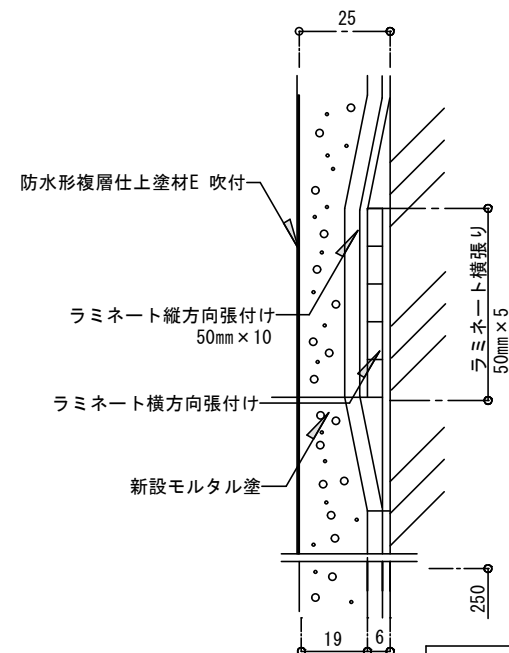 25
防水形複層仕上塗材E 吹付
ラミネート横張り
50mm×5
ラミネート縦方向張付け
50mm×10
ラミネート横方向張付け
新設モルタル塗
250
19
6